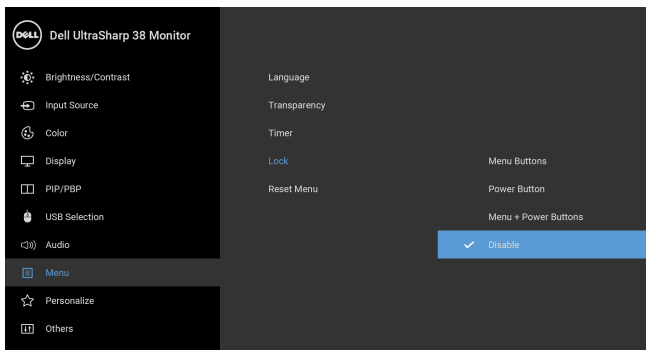 DELL Dell UltraSharp 38 Monitor
Brightness/Contrast
Input Source
Color
Display
PIP/PBP
USB Selection
Audio
Menu
Personalize
Others
Language
Transparency
Timer
Lock
Reset Menu
Menu Buttons
Power Button
Menu + Power Buttons
Disable